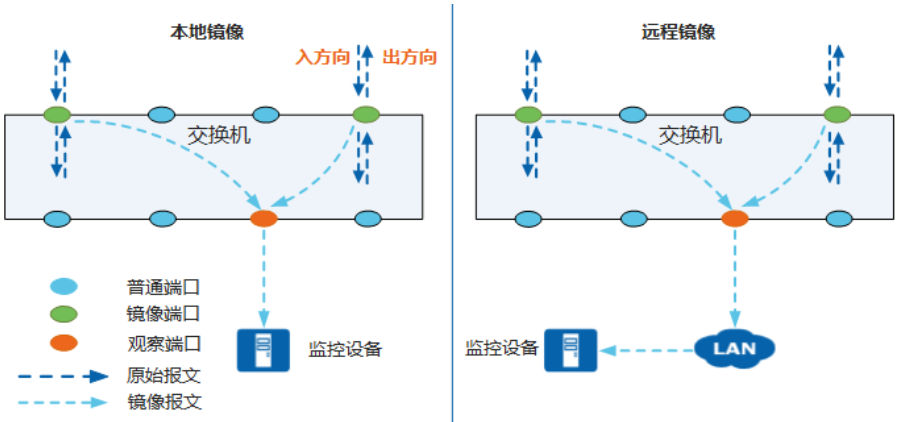 本地镜像
入方向
出方向
交换机
普通端口
镜像端口
观察端口
原始报文
镜像报文
监控设备
远程镜像
交换机
监控设备
LAN